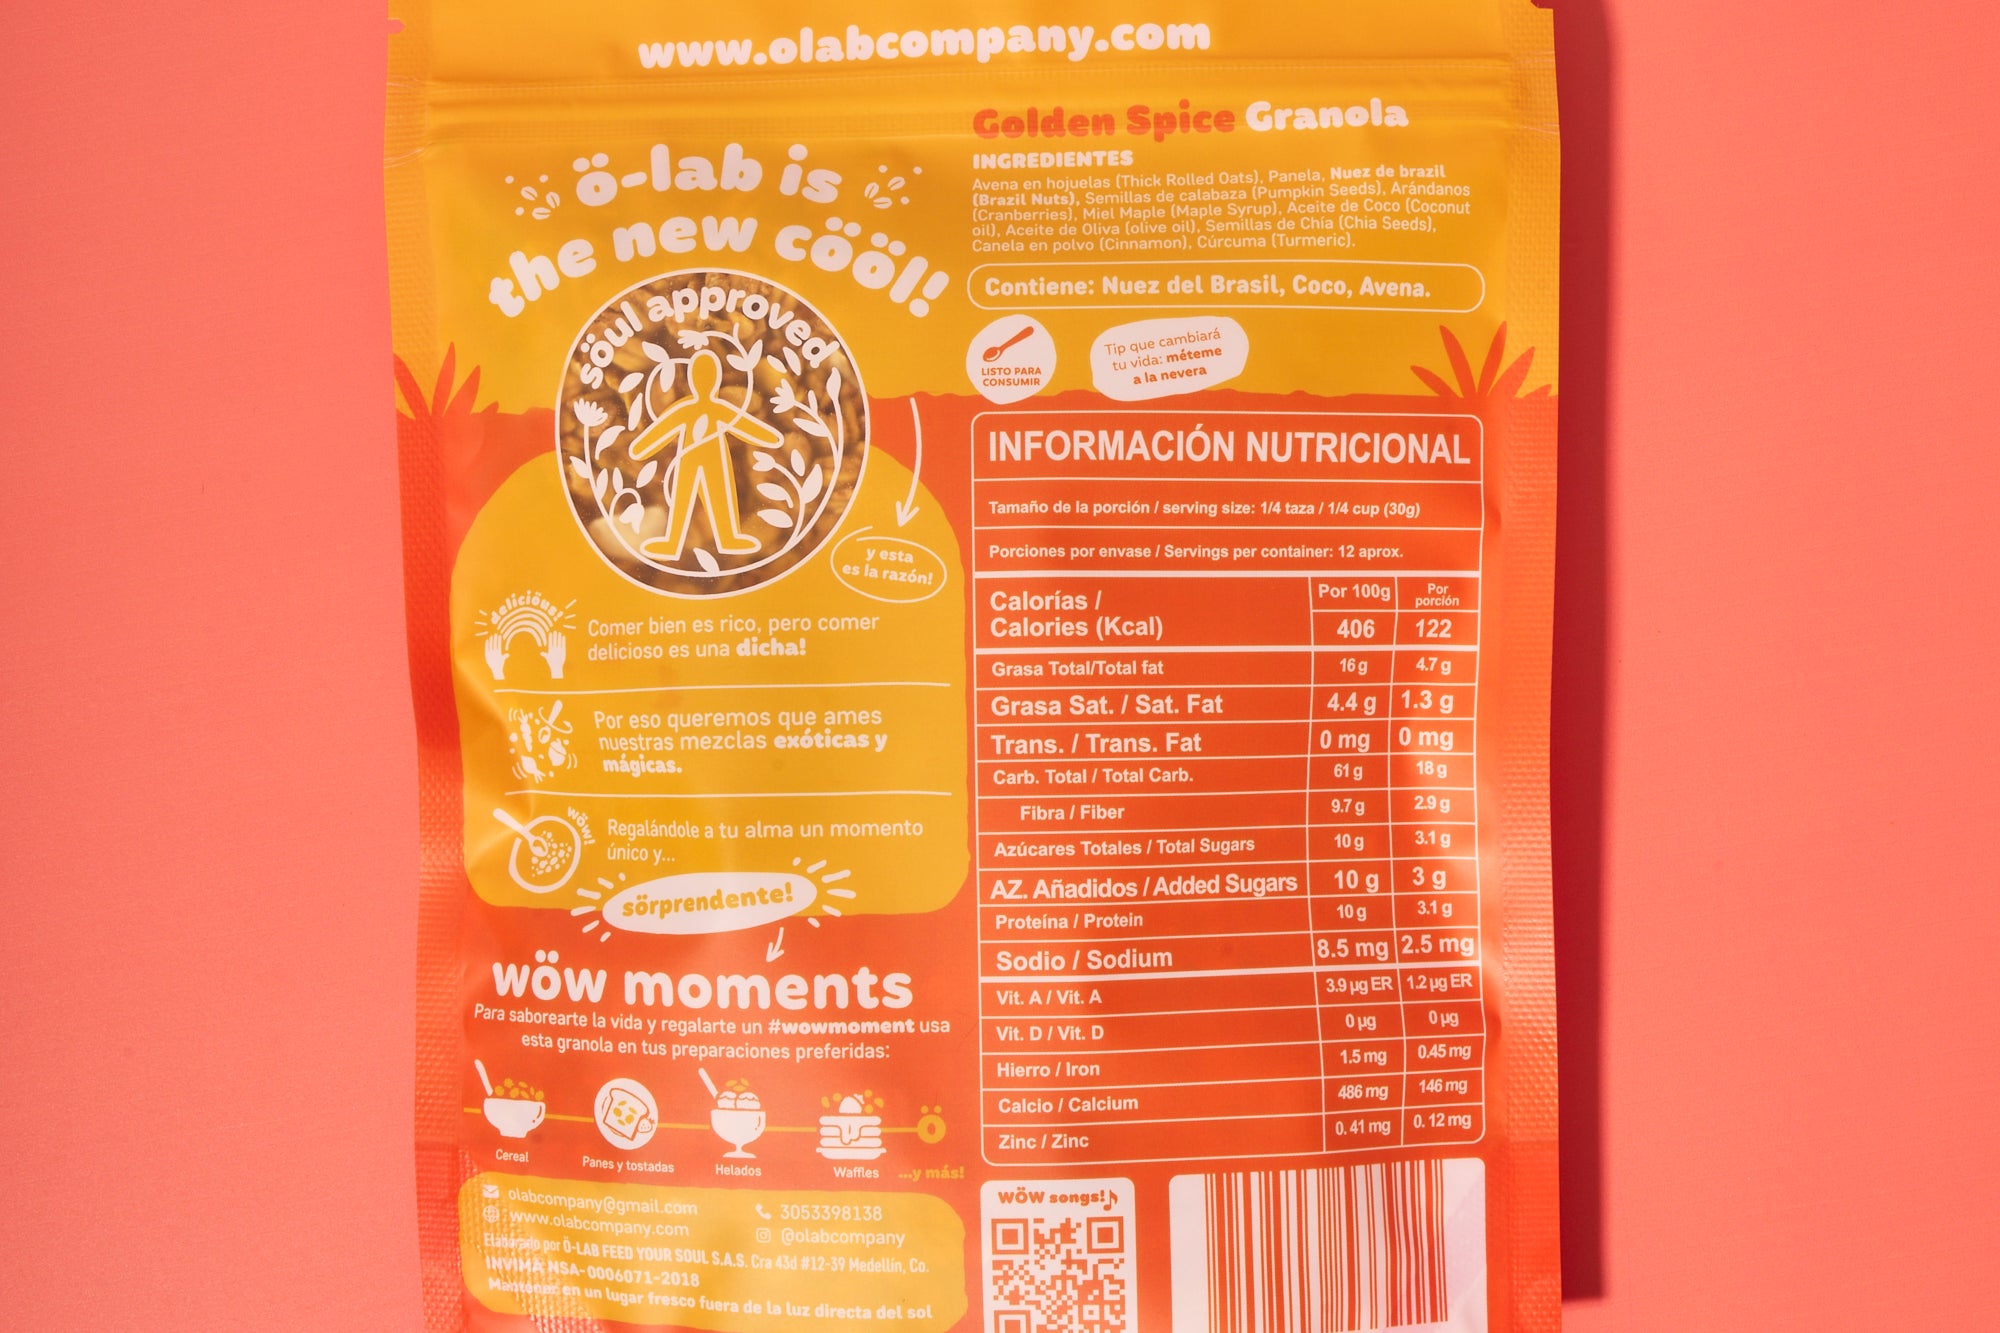 www.olabcompany.com
ö-lab is
the new cööl!
söul approved
y esta
es la razón!
deliciöus!
Comer bien es rico, pero comer
delicioso es una dicha!
Por eso queremos que ames
nuestras mezclas exóticas y
mágicas.
wöw!
Regalándole a tu alma un momento
único y...
sörprendente!
wöw moments
Para saborearte la vida y regalarte un #wowmoment usa
esta granola en tus preparaciones preferidas:
Cereal
Panes y tostadas
Helados
Waffles
ö
...y más!
olabcompany@gmail.com
3053398138
www.olabcompany.com
@olabcompany
Elaborado por Ö-LAB FEED YOUR SOUL S.A.S. Cra 43d #12-39 Medellín, Co.
INVIMA NSA-0006071-2018
Mantener en un lugar fresco fuera de la luz directa del sol
Golden Spice Granola
INGREDIENTES
Avena en hojuelas (Thick Rolled Oats), Panela, Nuez de brazil
(Brazil Nuts), Semillas de calabaza (Pumpkin Seeds), Arándanos
(Cranberries), Miel Maple (Maple Syrup), Aceite de Coco (Coconut
oil), Aceite de Oliva (olive oil), Semillas de Chía (Chia Seeds),
Canela en polvo (Cinnamon), Cúrcuma (Turmeric).
Contiene: Nuez del Brasil, Coco, Avena.
LISTO PARA
CONSUMIR
Tip que cambiará
tu vida: méteme
a la nevera
INFORMACIÓN NUTRICIONAL
Tamaño de la porción / serving size: 1/4 taza / 1/4 cup (30g)
Porciones por envase / Servings per container: 12 aprox.
Calorías /
Calories (Kcal)
Por 100g
Por
porción
406 122
Grasa Total/Total fat 16 g 4.7 g
Grasa Sat. / Sat. Fat 4.4 g 1.3 g
Trans. / Trans. Fat 0 mg 0 mg
Carb. Total / Total Carb. 61 g 18 g
Fibra / Fiber 9.7 g 2.9 g
Azúcares Totales / Total Sugars 10 g 3.1 g
AZ. Añadidos / Added Sugars 10 g 3 g
Proteína / Protein 10 g 3.1 g
Sodio / Sodium 8.5 mg 2.5 mg
Vit. A / Vit. A 3.9 µg ER 1.2 µg ER
Vit. D / Vit. D 0 µg 0 µg
Hierro / Iron 1.5 mg 0.45 mg
Calcio / Calcium 486 mg 146 mg
Zinc / Zinc 0. 41 mg 0. 12 mg
WÖW songs!